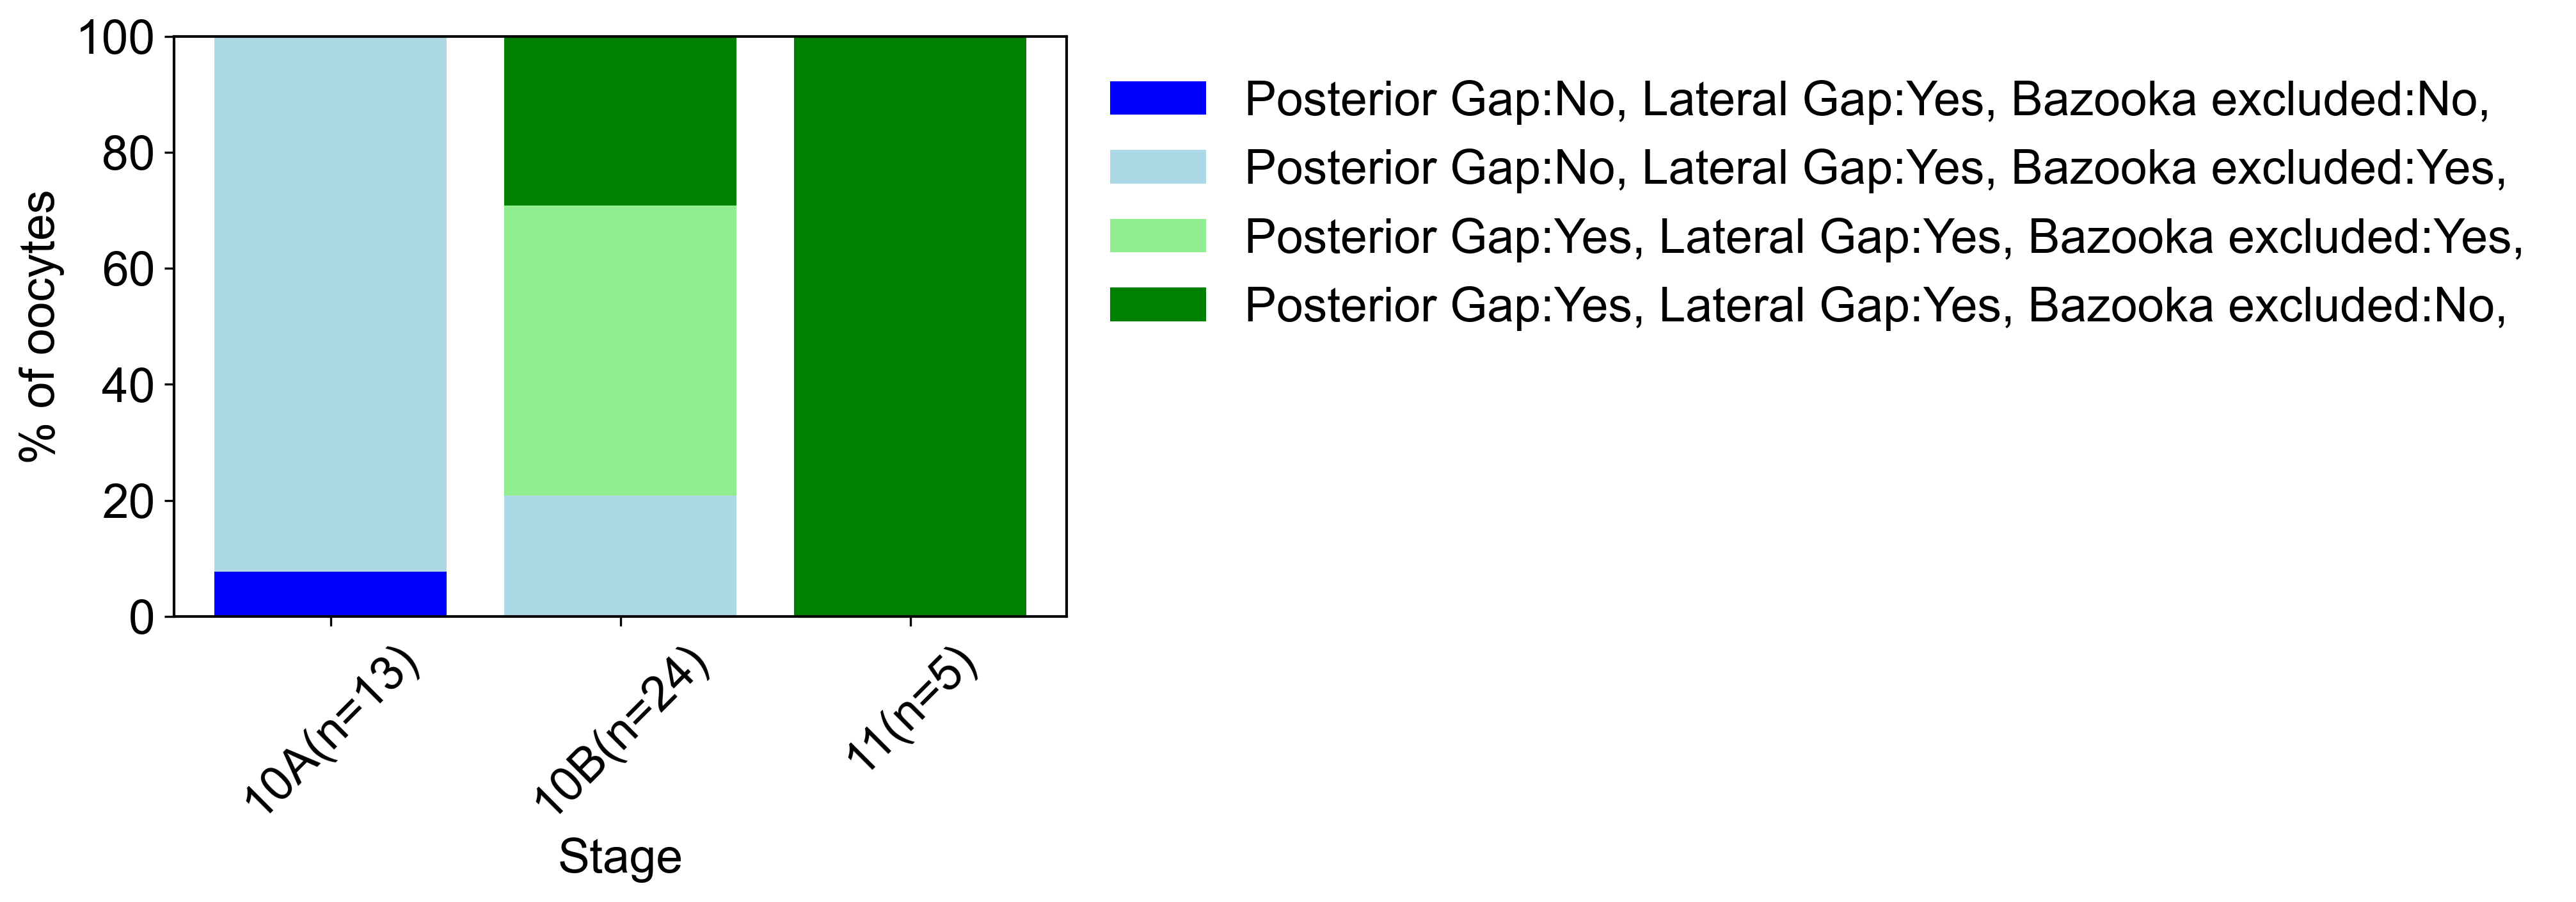 100
80
60
40
20
0
% of oocytes
10A(n=13)
10B(n=24)
11(n=5)
Stage
Posterior Gap:No, Lateral Gap:Yes, Bazooka excluded:No,
Posterior Gap:No, Lateral Gap:Yes, Bazooka excluded:Yes,
Posterior Gap:Yes, Lateral Gap:Yes, Bazooka excluded:Yes,
Posterior Gap:Yes, Lateral Gap:Yes, Bazooka excluded:No,